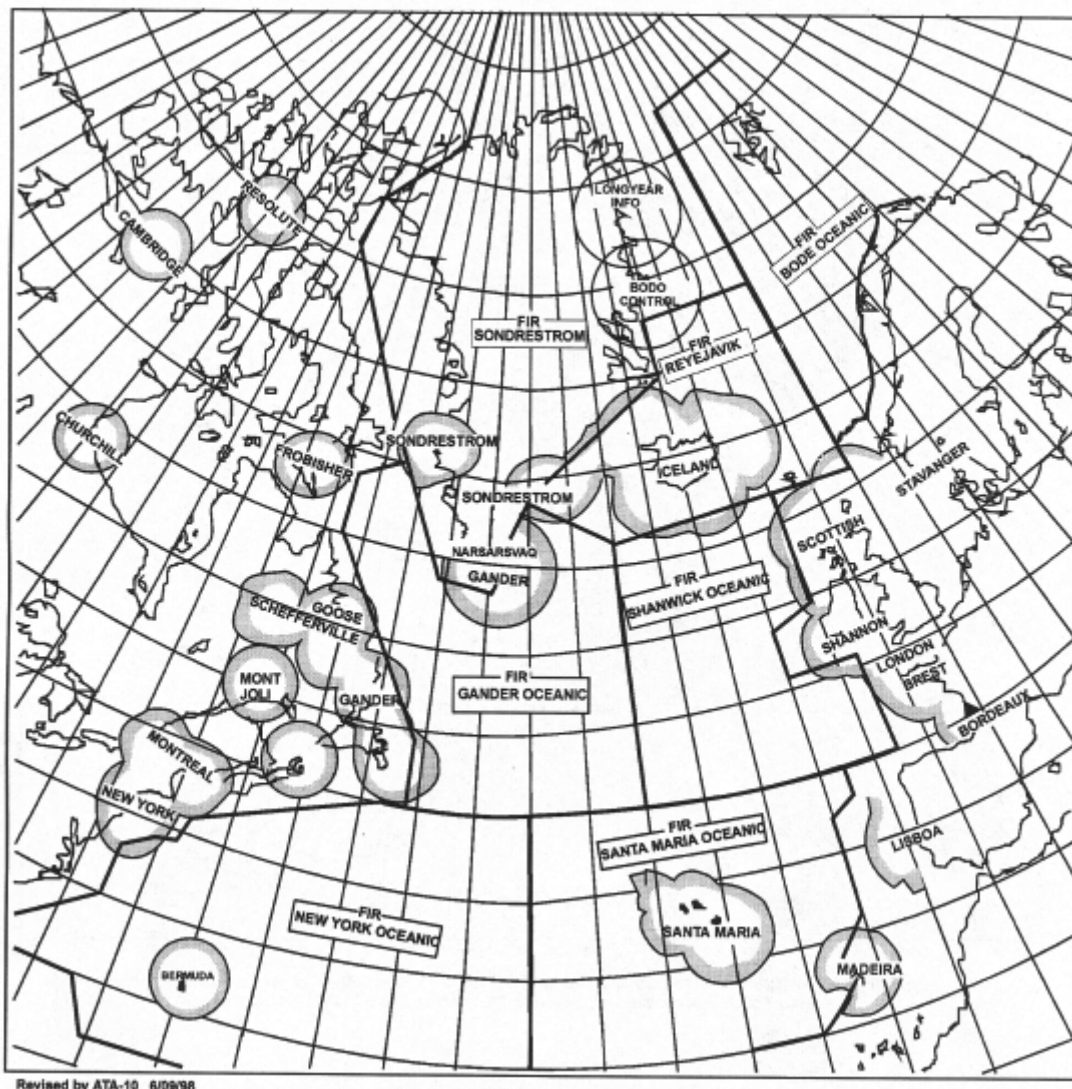 LONGYEAR
INFO
RESOLUTE
CAMBRIDGE
FIR
BODE OCEANIC
BODO
CONTROL
FIR
SONDRESTROM
FIR
REYEJAVIK
CHURCHILL
FROBISHER
SONDRESTROM
ICELAND
STAVANGER
SONDRESTROM
SCOTTISH
NARSARSVAQ
GANDER
FIR
SHANWICK OCEANIC
GOOSE
SCHEFFERVILLE
SHANNON
LONDON
BREST
MONT
JOLI
FIR
GANDER OCEANIC
GANDER
BORDEAUX
MONTREAL
NEW YORK
FIR
SANTA MARIA OCEANIC
LISBOA
FIR
NEW YORK OCEANIC
SANTA MARIA
BERMUDA
MADEIRA
Revised by ATA-10 6/09/98